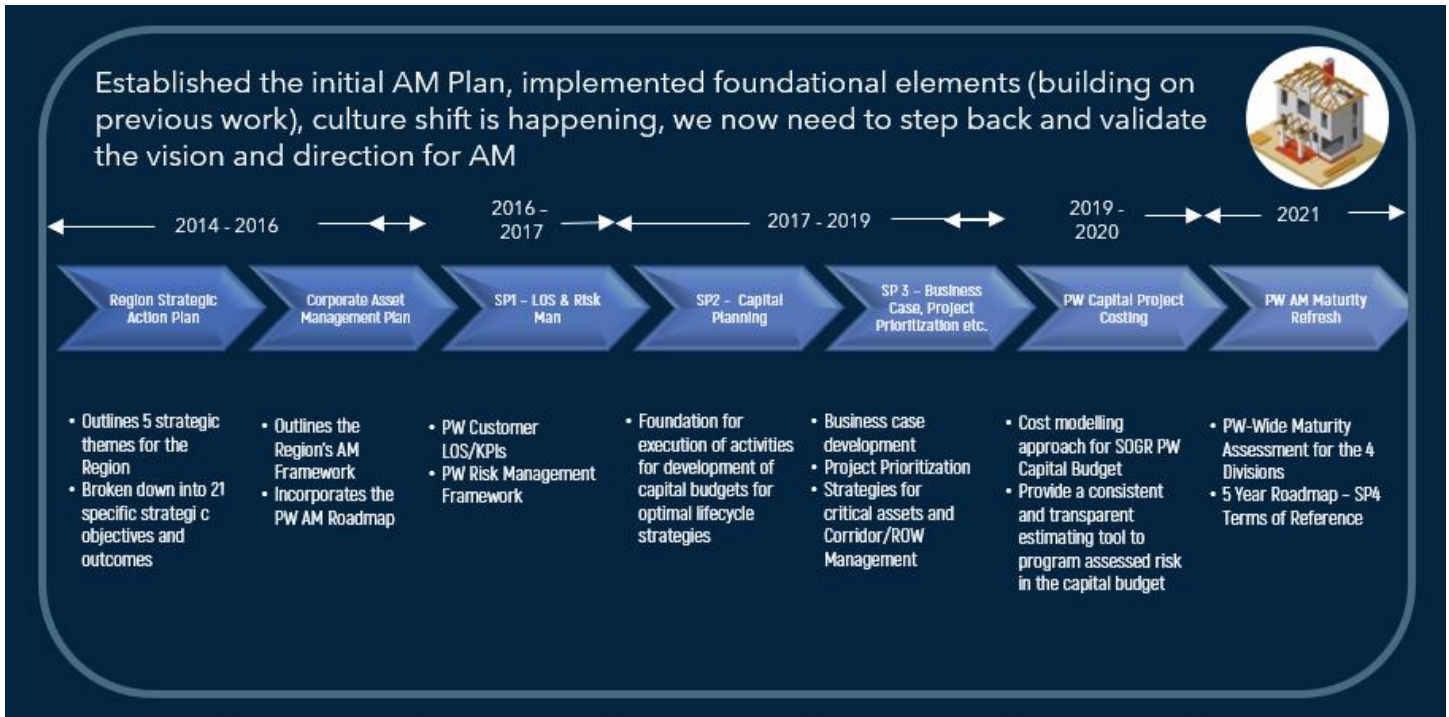 Established the initial AM Plan, implemented foundational elements (building on
previous work), culture shift is happening, we now need to step back and validate
the vision and direction for AM
2014 - 2016
2016 –
2017
2017 - 2019
2019 -
2020
2021
Region Strategic
Action Plan
Corporate Asset
Management Plan
SP1 – LOS & Risk
Man
SP2 – Capital
Planning
SP 3 – Business
Case, Project
Prioritization etc.
PW Capital Project
Costing
PW AM Maturity
Refresh
• Outlines 5 strategic
themes for the
Region
• Broken down into 21
specific strategi c
objectives and
outcomes
• Outlines the
Region's AM
Framework
• Incorporates the
PW AM Roadmap
• PW Customer
LOS/KPIs
• PW Risk Management
Framework
• Foundation for
execution of activities
for development of
capital budgets for
optimal lifecycle
strategies
• Business case
development
• Project Prioritization
• Strategies for
critical assets and
Corridor/ROW
Management
• Cost modelling
approach for SOGR PW
Capital Budget
• Provide a consistent
and transparent
estimating tool to
program assessed risk
in the capital budget
• PW-Wide Maturity
Assessment for the 4
Divisions
• 5 Year Roadmap – SP4
Terms of Reference